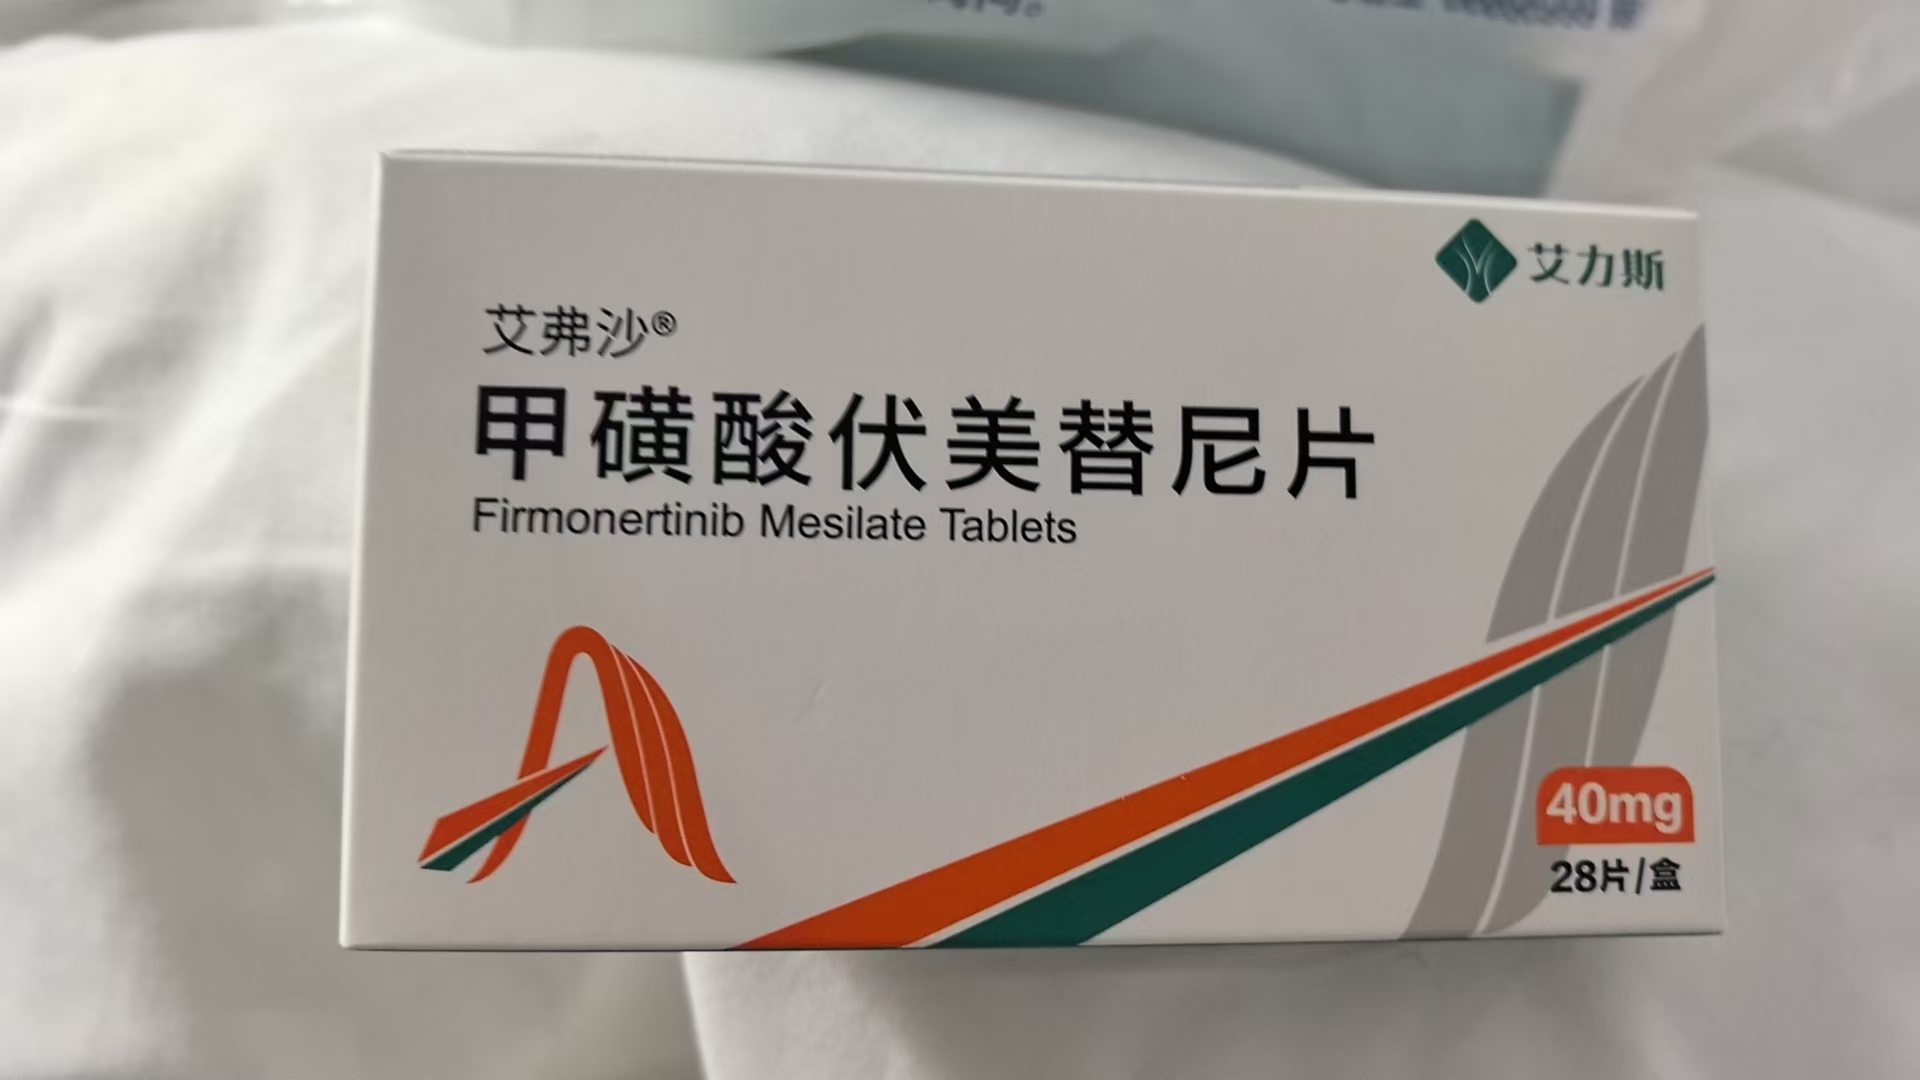 艾力斯
艾弗沙®
甲磺酸伏美替尼片
Firmonertinib Mesilate Tablets
40mg
28片/盒